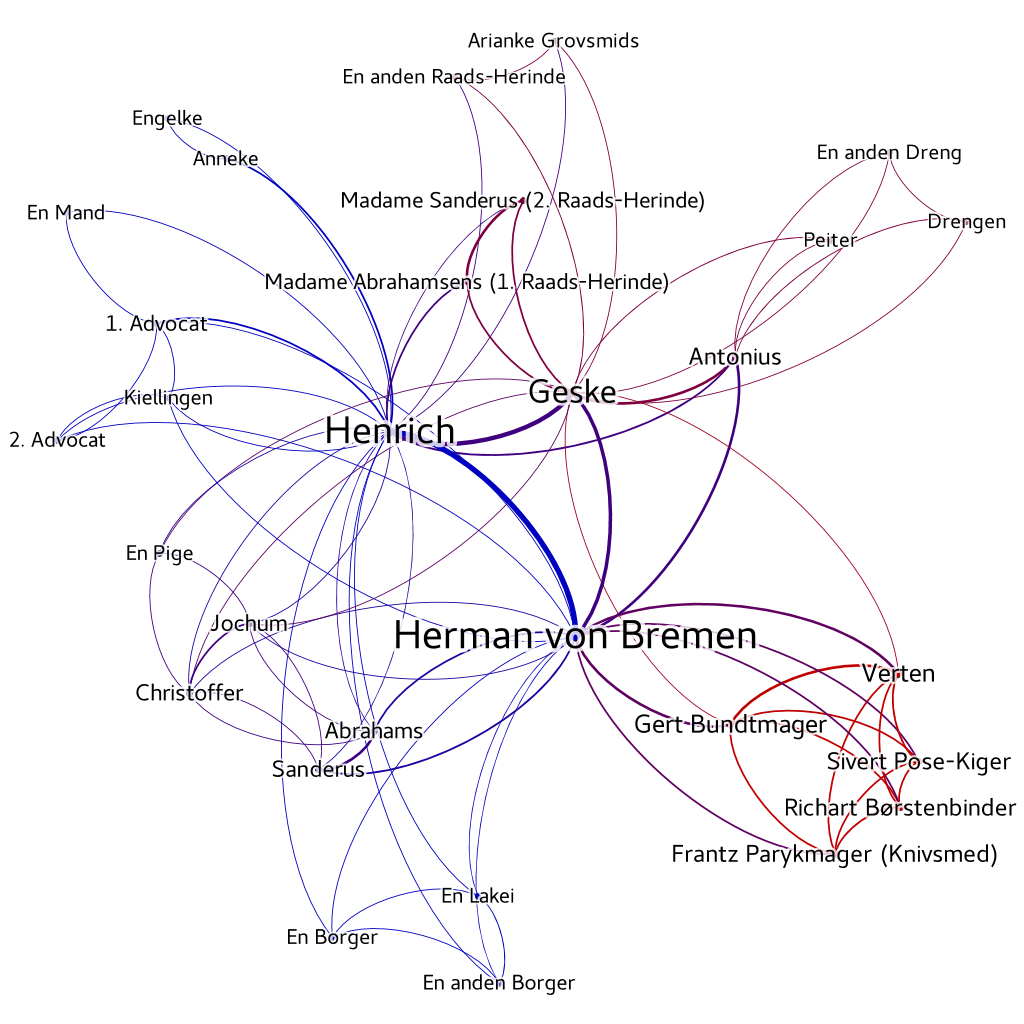 Arianke Grovsmids
En anden Raads-Herinde
Engelke
Anneke
En anden Dreng
Madame Sanderus (2. Raads-Herinde)
En Mand
Drengen
Peiter
Madame Abrahamsens (1. Raads-Herinde)
1. Advocat
Antonius
Geske
Kiellingen
Henrich
2. Advocat
En Pige
Jochum
Herman von Bremen
Verten
Christoffer
Gert Bundtmager
Abrahams
Sivert Pose-Kiger
Sanderus
Richart Børstenbinder
Frantz Parykmager (Knivsmed)
En Lakei
En Borger
En anden Borger